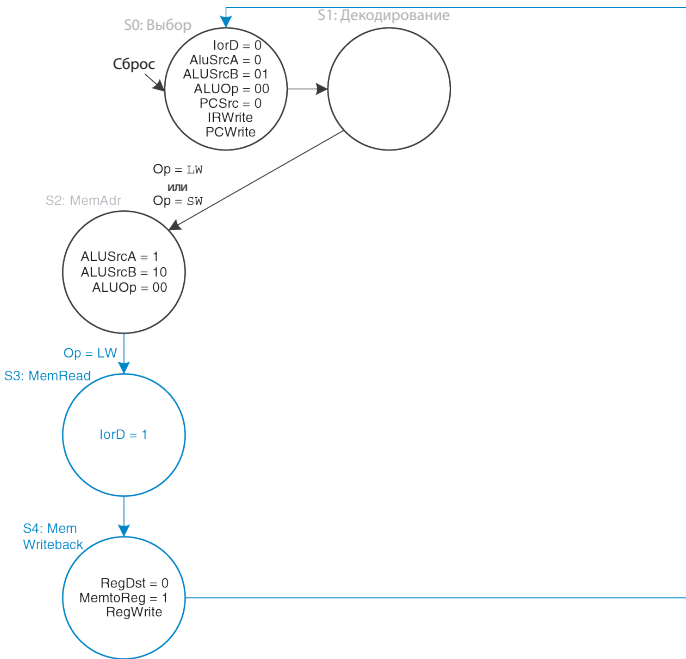 S0: Выбор
S1: Декодирование
Сброс
IorD = 0
AluSrcA = 0
ALUSrcB = 01
ALUOp = 00
PCSrc = 0
IRWrite
PCWrite
Op = LW
или
Op = SW
S2: MemAdr
ALUSrcA = 1
ALUSrcB = 10
ALUOp = 00
Op = LW
S3: MemRead
IorD = 1
S4: Mem
Writeback
RegDst = 0
MemtoReg = 1
RegWrite